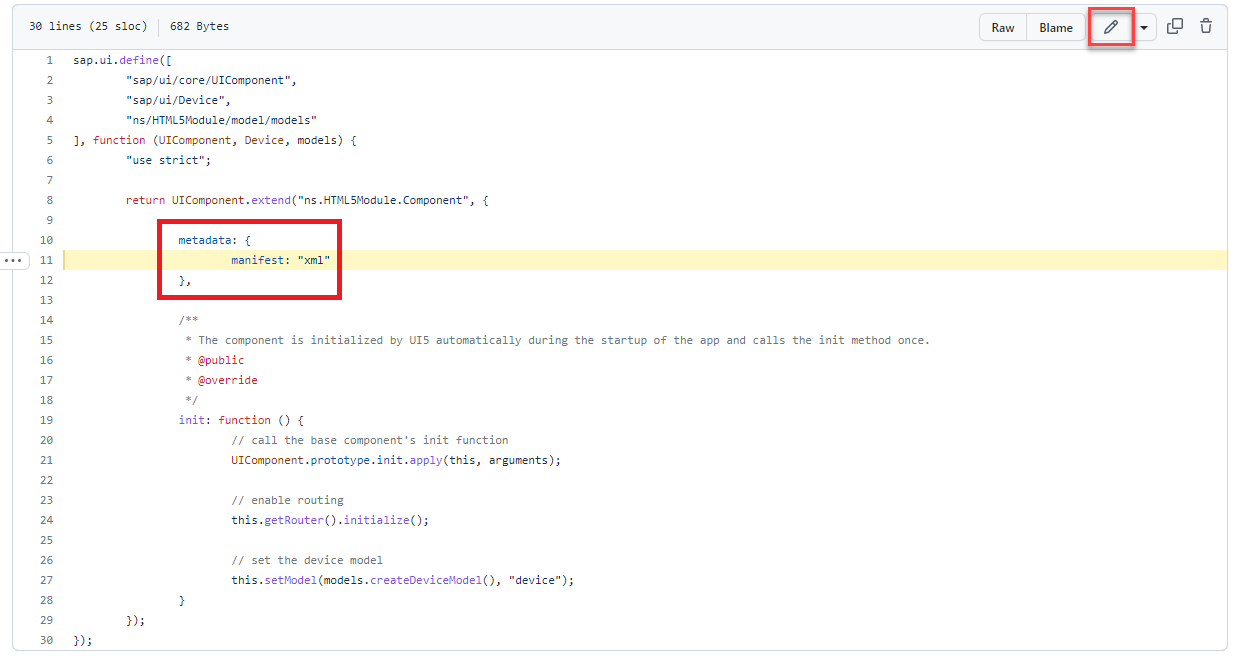 30 lines (25 sloc) 682 Bytes Raw Blame
1 sap.ui.define([
2 "sap/ui/core/UIComponent",
3 "sap/ui/Device",
4 "ns/HTML5Module/model/models"
5 ], function (UIComponent, Device, models) {
6 "use strict";
7
8 return UIComponent.extend("ns.HTML5Module.Component", {
9
10 metadata: {
11 manifest: "xml"
12 },
13
14 /**
15 * The component is initialized by UI5 automatically during the startup of the app and calls the init method once.
16 * @public
17 * @override
18 */
19 init: function () {
20 // call the base component's init function
21 UIComponent.prototype.init.apply(this, arguments);
22
23 // enable routing
24 this.getRouter().initialize();
25
26 // set the device model
27 this.setModel(models.createDeviceModel(), "device");
28 }
29 });
30 });